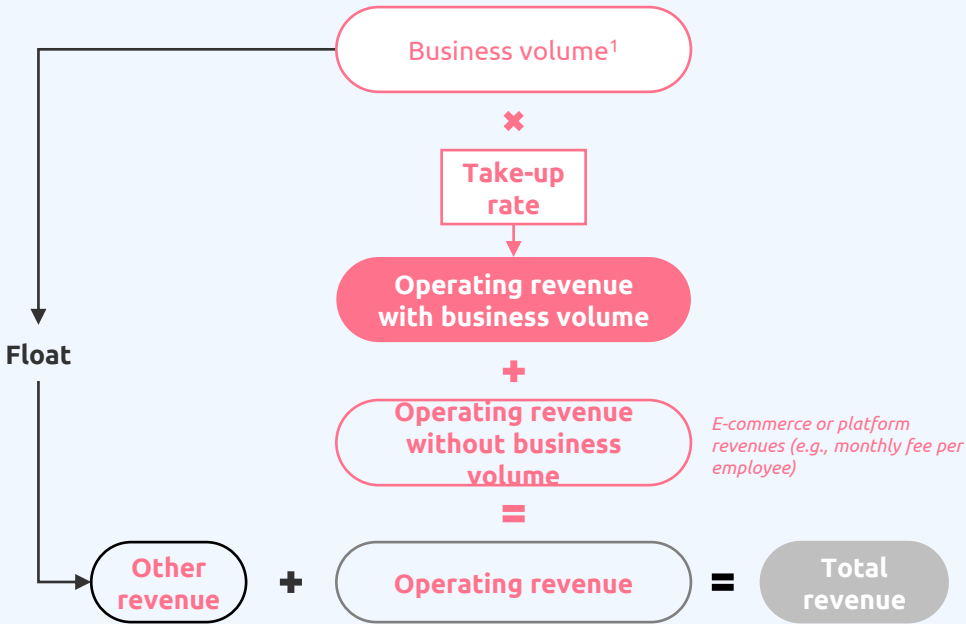 Business volume¹
×
Take-up
rate
Operating revenue
with business volume
Float
+
Operating revenue
without business
volume
E-commerce or platform
revenues (e.g., monthly fee per
employee)
=
Other
revenue
+
Operating revenue
=
Total
revenue